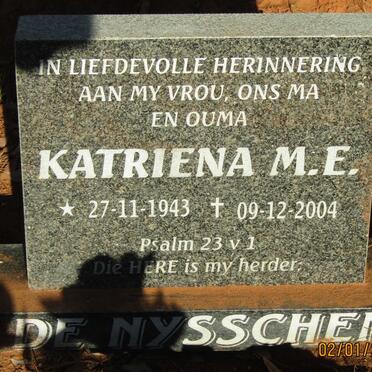 IN LIEFDEVOLLE HERINNERING
AAN MY VROU, ONS MA
EN OUMA
KATRIENA M.E.
★ 27-11-1943 ✝ 09-12-2004
Psalm 23 v 1
Die HERE is my herder;
DE NYSSCHEN
02/01/